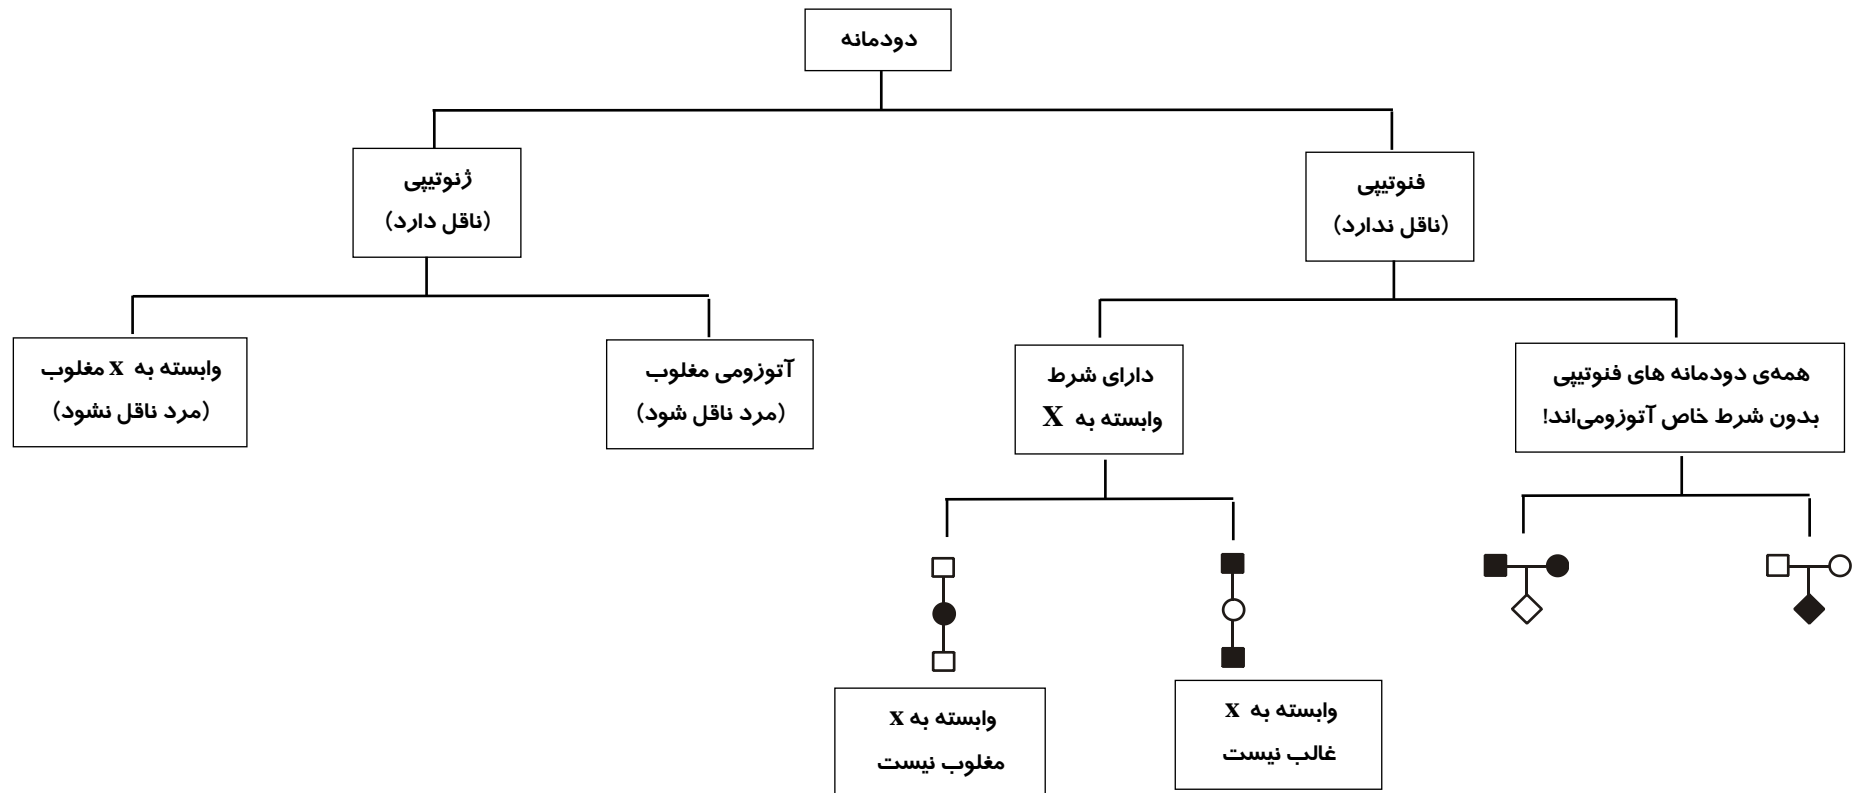 دودمانه
فنوتیپی
(ناقل ندارد)
ژنوتیپی
(ناقل دارد)
همه‌ی دودمانه های فنوتیپی
بدون شرط خاص آتوزومی‌اند!
دارای شرط
وابسته به X
آتوزومی مغلوب
(مرد ناقل شود)
وابسته به x مغلوب
(مرد ناقل نشود)
وابسته به x
غالب نیست
وابسته به x
مغلوب نیست